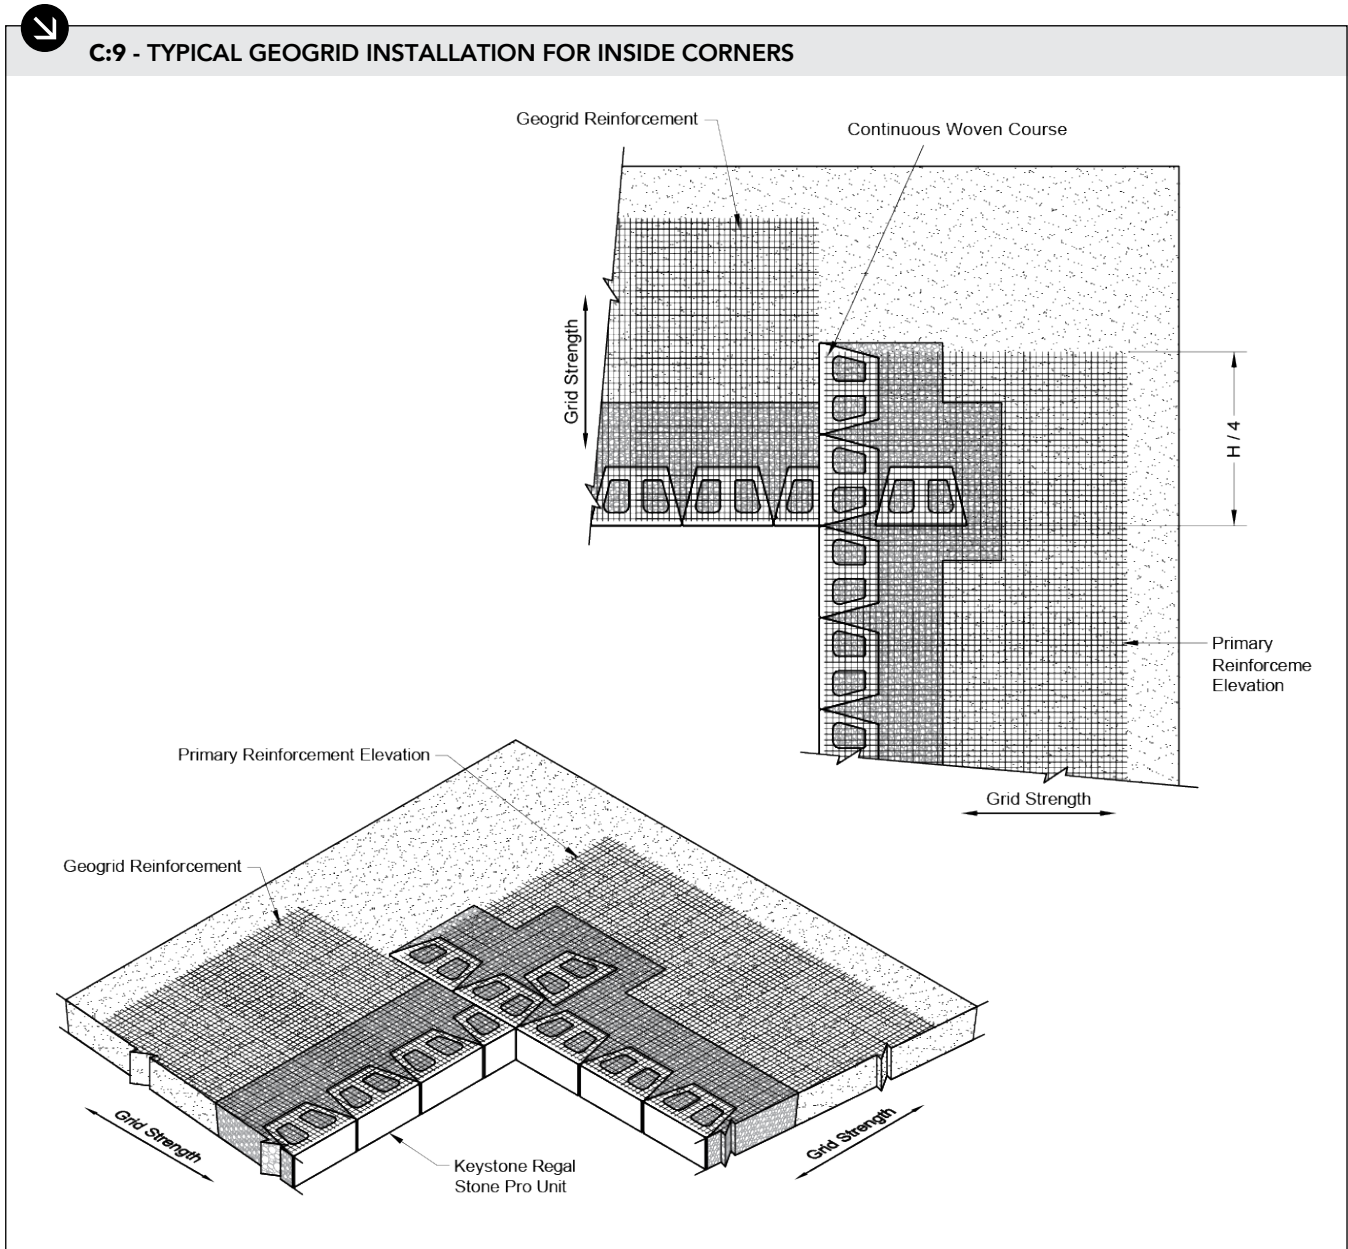 C:9 - TYPICAL GEOGRID INSTALLATION FOR INSIDE CORNERS
Geogrid Reinforcement
Continuous Woven Course
Grid Strength
H / 4
Primary
Reinforceme
Elevation
Grid Strength
Primary Reinforcement Elevation
Geogrid Reinforcement
Grid Strength
Grid Strength
Keystone Regal
Stone Pro Unit